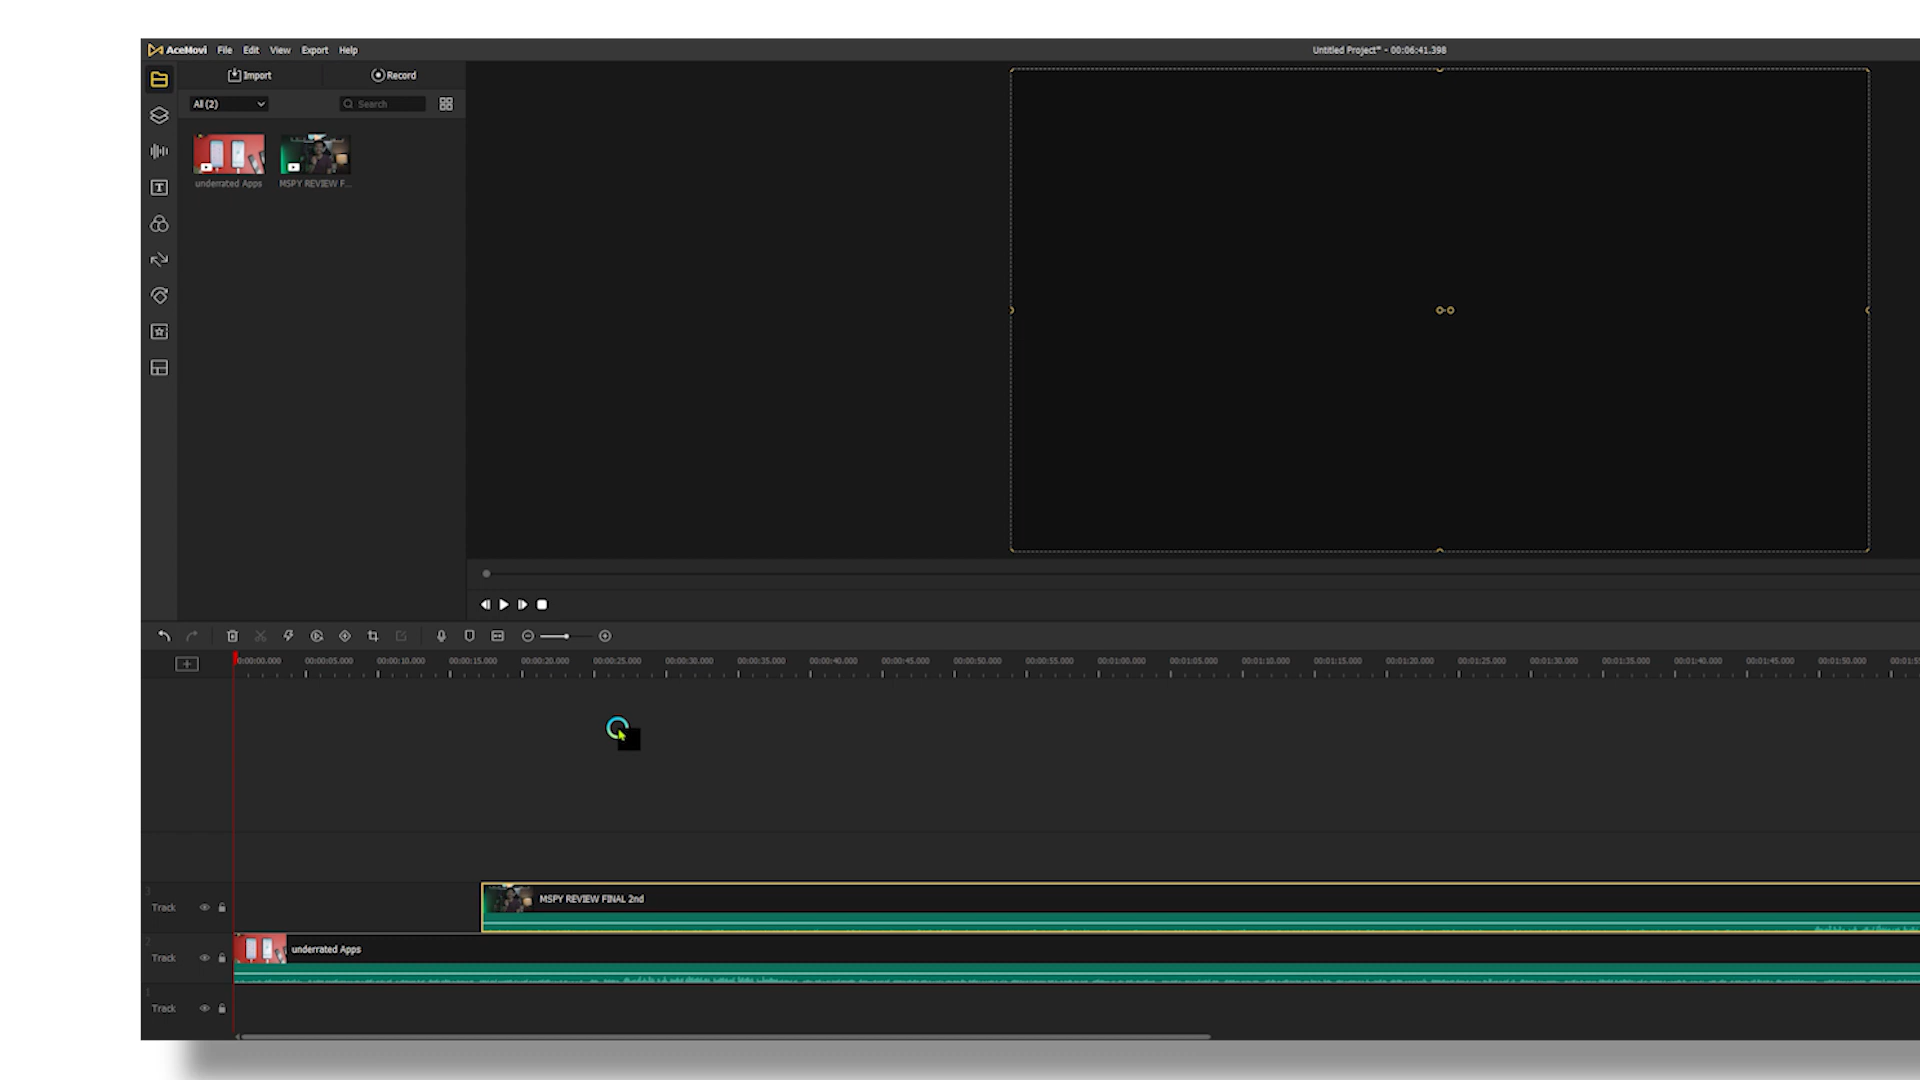 AceMovi File Edit View Export Help
Untitled Project* - 00:06:41.398
Import
Record
All (2)
Search
underrated Apps
MSPY REVIEW F...
0:00:00.000 00:00:05.000 00:00:10.000 00:00:15.000 00:00:20.000 00:00:25.000 00:00:30.000 00:00:35.000 00:00:40.000 00:00:45.000 00:00:50.000 00:00:55.000 00:01:00.000 00:01:05.000 00:01:10.000 00:01:15.000 00:01:20.000 00:01:25.000 00:01:30.000 00:01:35.000 00:01:40.000 00:01:45.000 00:01:50.000 00:01:55
3
Track
MSPY REVIEW FINAL 2nd
2
Track
underrated Apps
1
Track